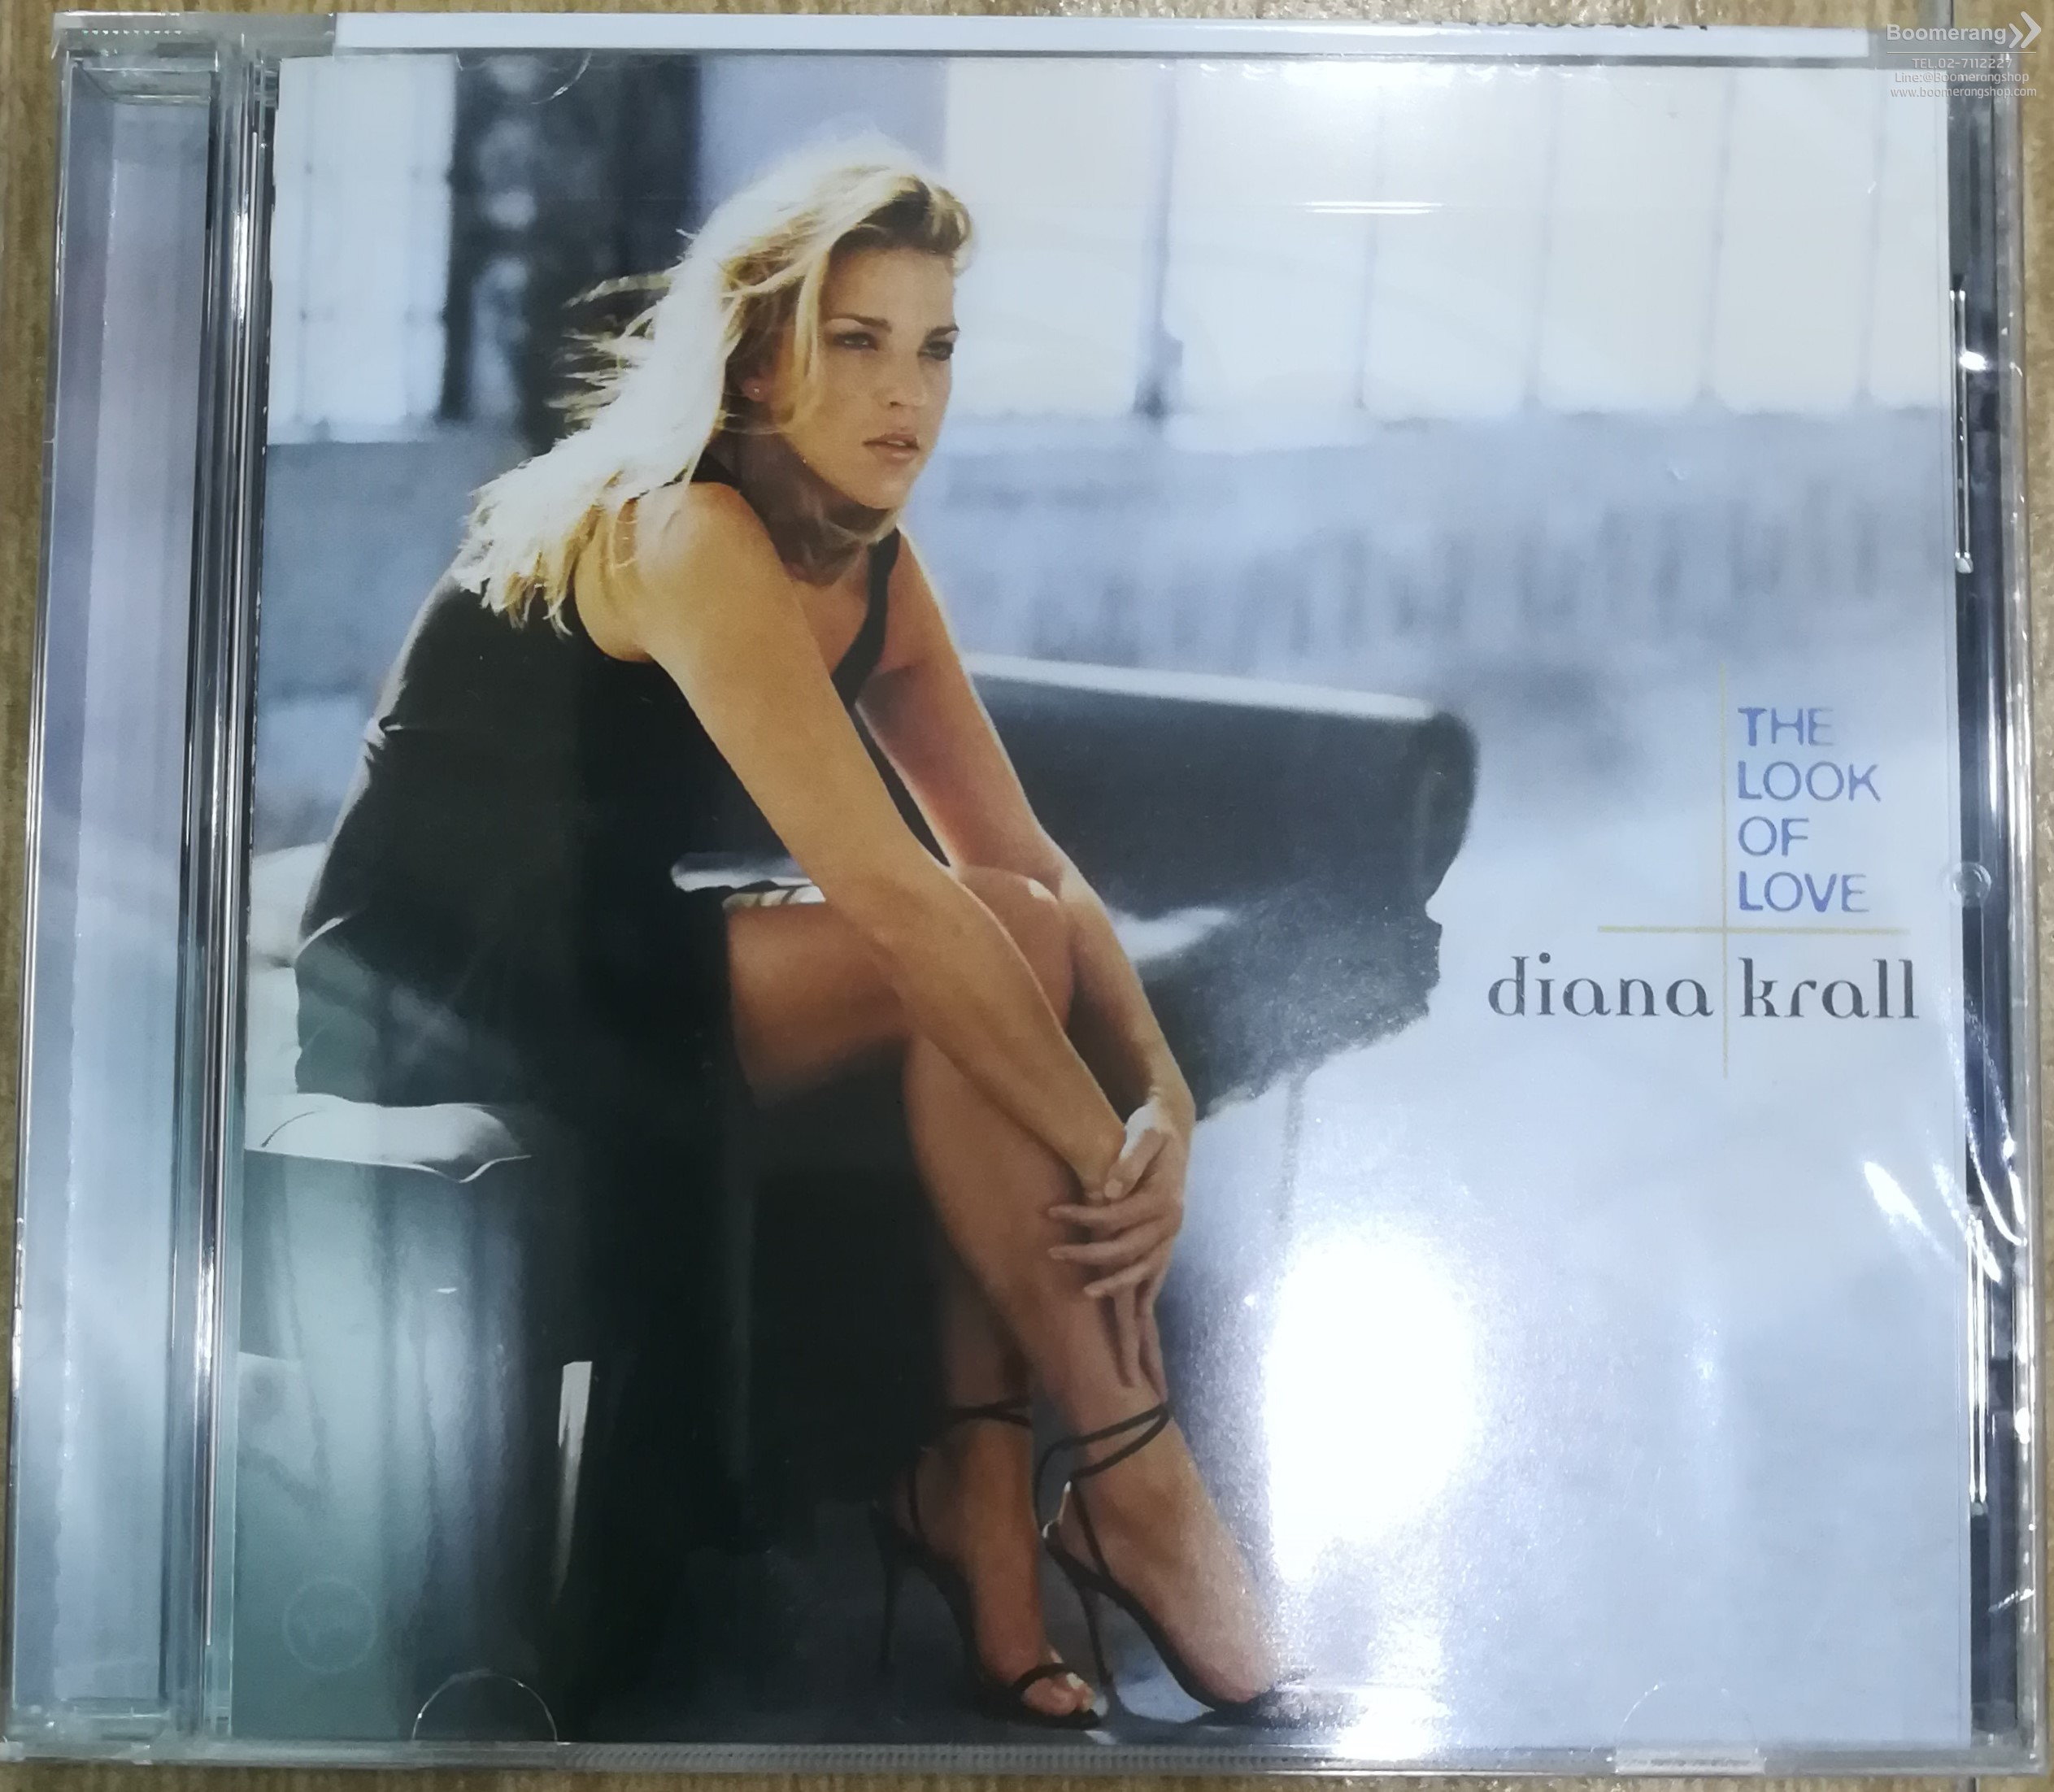 Boomerang
TEL.02-7112227
Line:@Boomerangshop
www.boomerangshop.com
THE
LOOK
OF
LOVE
diana krall